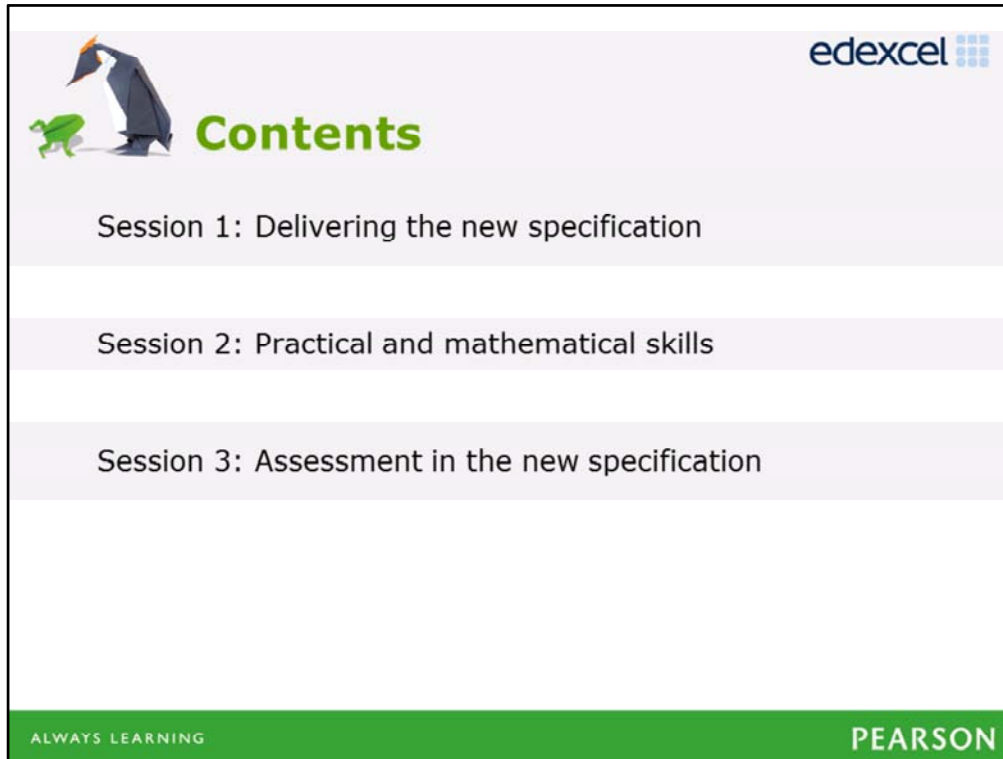 edexcel
Contents
Session 1: Delivering the new specification
Session 2: Practical and mathematical skills
Session 3: Assessment in the new specification
ALWAYS LEARNING
PEARSON